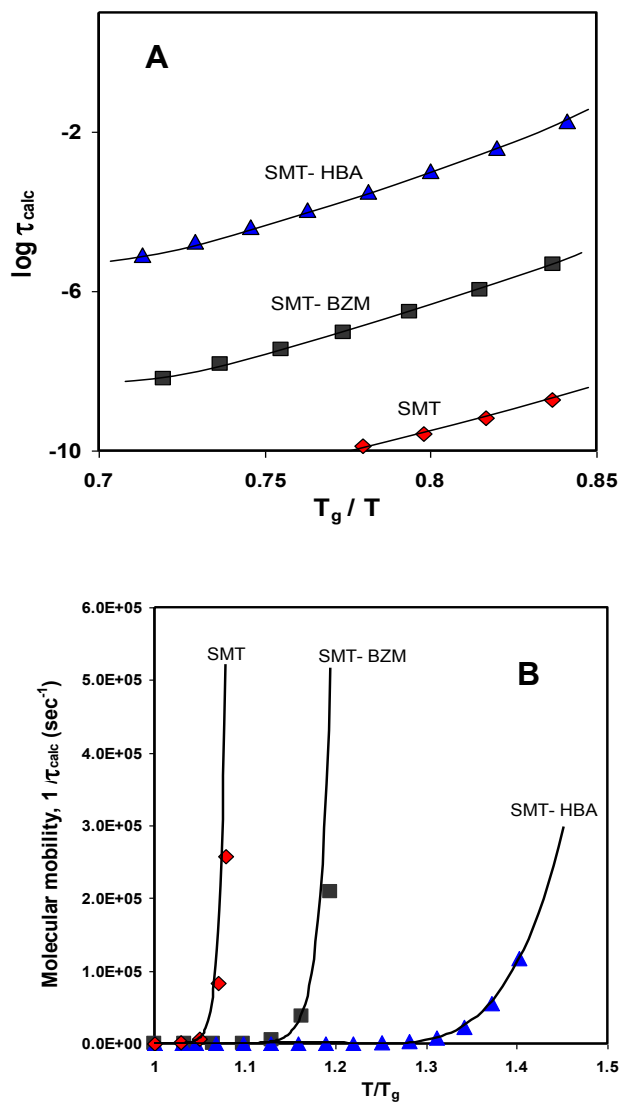 A
-2
SMT- HBA
log τcalc
-6
SMT- BZM
SMT
-10
0.7 0.75 0.8 0.85
Tg / T
6.0E+05
SMT SMT- BZM B
5.0E+05
Molecular mobility, 1 /τcalc (sec-1)
4.0E+05
3.0E+05 SMT- HBA
2.0E+05
1.0E+05
0.0E+00
1 1.1 1.2 1.3 1.4 1.5
T/Tg